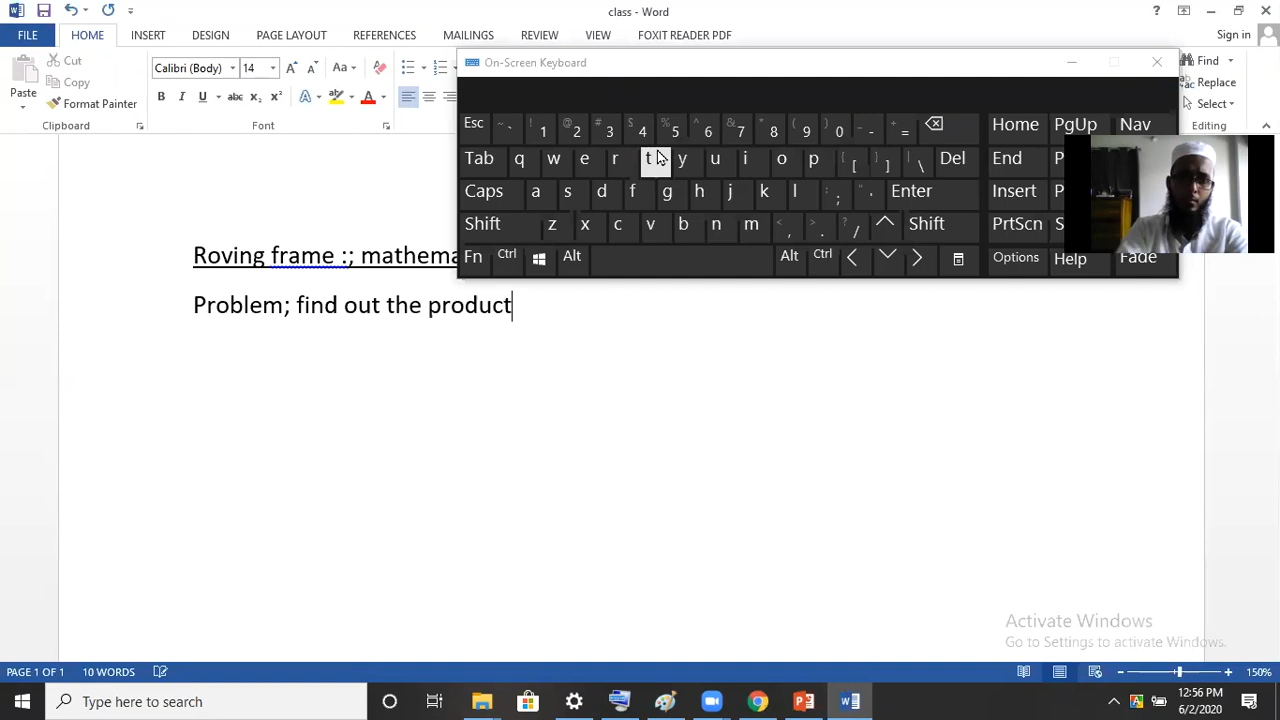 class - Word
?
FILE HOME INSERT DESIGN PAGE LAYOUT REFERENCES MAILINGS REVIEW VIEW FOXIT READER PDF Sign in
Paste
Cut
Copy
Format Painter
Calibri (Body) 14 Aa
B I U abc x₂ x² A A
Clipboard Font
Find
Replace
Select
Editing
On-Screen Keyboard
Esc ~ ` ! 1 @ 2 # 3 $ 4 % 5 ^ 6 & 7 * 8 ( 9 ) 0 _ - + = Home PgUp Nav
Tab q w e r t y u i o p { [ } ] | \ Del End
Caps a s d f g h j k l : ; " ' Enter Insert
Shift z x c v b n m < , > . ? / Shift PrtScn
Fn Ctrl Alt Alt Ctrl Options Help Fade
Roving frame :; mathema
Problem; find out the product
Activate Windows
Go to Settings to activate Windows.
PAGE 1 OF 1 10 WORDS 150%
Type here to search
12:56 PM
6/2/2020